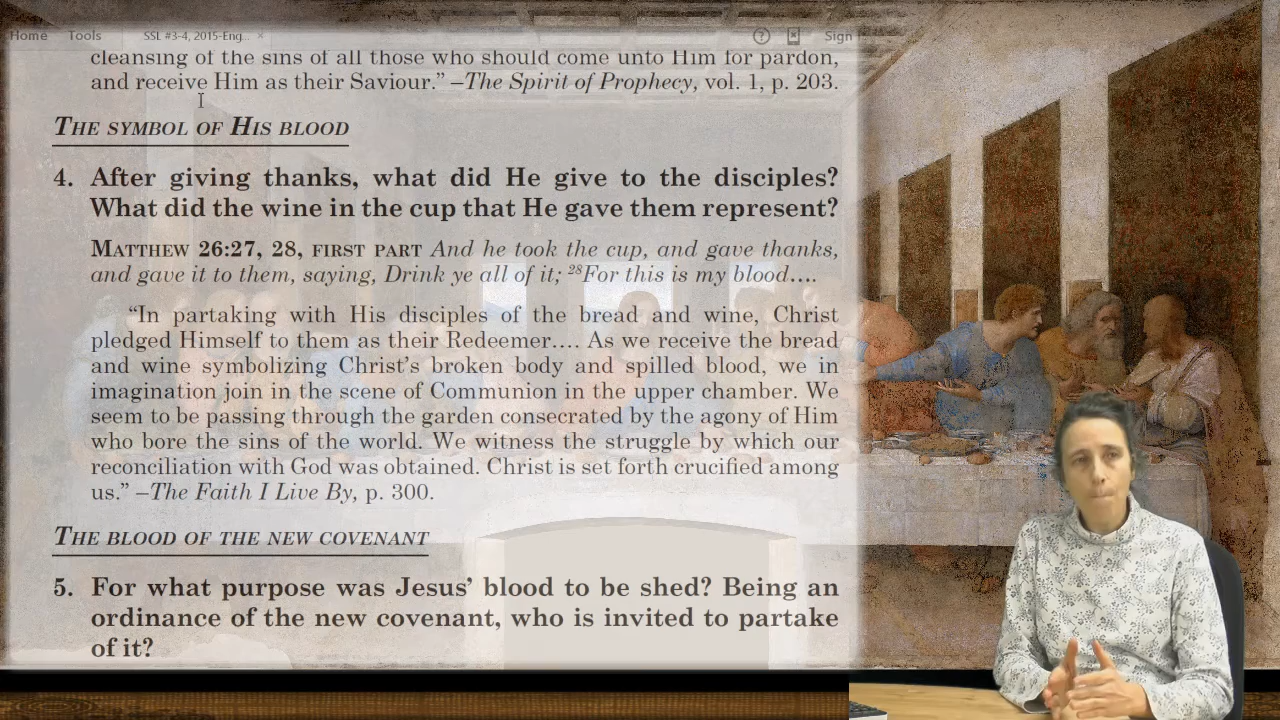 Home Tools SSL #3-4, 2015-Eng... × Sign
cleansing of the sins of all those who should come unto Him for pardon,
and receive Him as their Saviour.” –The Spirit of Prophecy, vol. 1, p. 203.
THE SYMBOL OF HIS BLOOD
4. After giving thanks, what did He give to the disciples?
What did the wine in the cup that He gave them represent?
MATTHEW 26:27, 28, FIRST PART And he took the cup, and gave thanks,
and gave it to them, saying, Drink ye all of it; 28For this is my blood….
“In partaking with His disciples of the bread and wine, Christ
pledged Himself to them as their Redeemer…. As we receive the bread
and wine symbolizing Christ’s broken body and spilled blood, we in
imagination join in the scene of Communion in the upper chamber. We
seem to be passing through the garden consecrated by the agony of Him
who bore the sins of the world. We witness the struggle by which our
reconciliation with God was obtained. Christ is set forth crucified among
us.” –The Faith I Live By, p. 300.
THE BLOOD OF THE NEW COVENANT
5. For what purpose was Jesus’ blood to be shed? Being an
ordinance of the new covenant, who is invited to partake
of it?